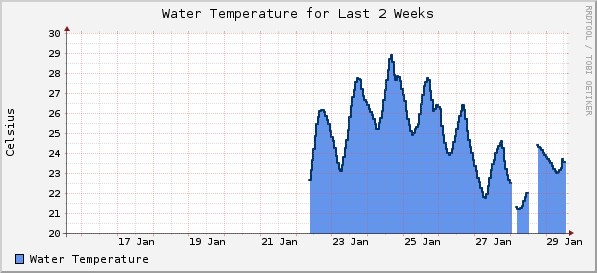 Water Temperature for Last 2 Weeks
RRDTOOL / TOBI OETIKER
Celsius
30
29
28
27
26
25
24
23
22
21
20
17 Jan 19 Jan 21 Jan 23 Jan 25 Jan 27 Jan 29 Jan
Water Temperature